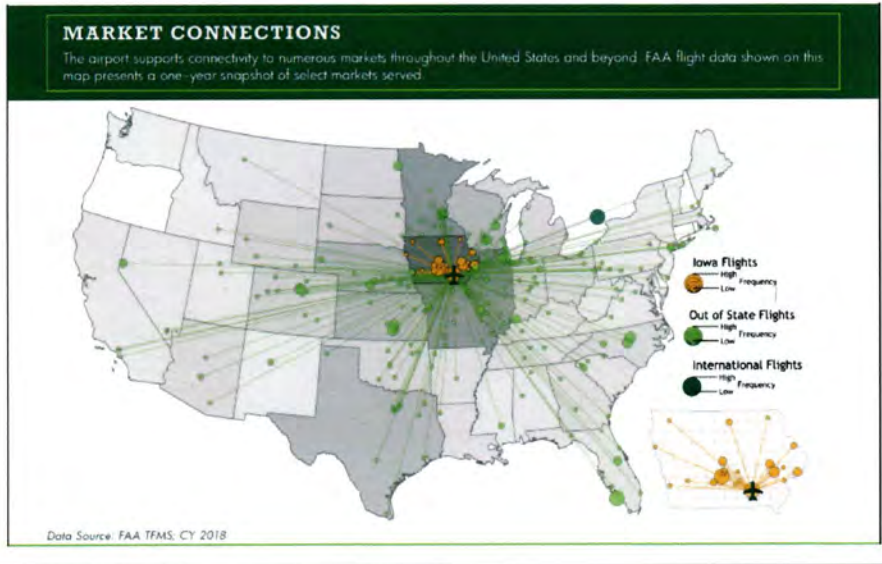 MARKET CONNECTIONS
The airport supports connectivity to numerous markets throughout the United States and beyond. FAA flight data shown on this
map presents a one-year snapshot of select markets served.
Iowa Flights
High
Frequency
Low
Out of State Flights
High
Frequency
Low
International Flights
High
Frequency
Low
Data Source: FAA TFMS; CY 2018